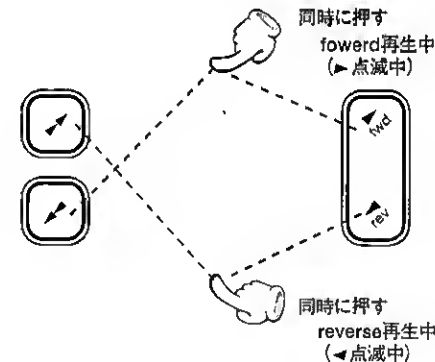 同時に押す
fowerd再生中
(►点滅中)
fwd
rev
同時に押す
reverse再生中
(◄点滅中)